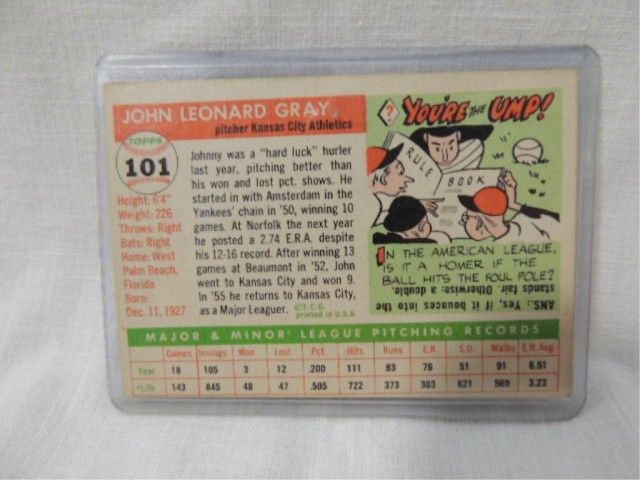 JOHN LEONARD GRAY
pitcher Kansas City Athletics
TOPPS
101
Height: 6'4"
Weight: 226
Throws: Right
Bats: Right
Home: West
Palm Beach,
Florida
Born:
Dec. 11, 1927
Johnny was a "hard luck" hurler
last year, pitching better than
his won and lost pct. shows. He
started in with Amsterdam in the
Yankees' chain in '50, winning 10
games. At Norfolk the next year
he posted a 2.74 E.R.A. despite
his 12-16 record. After winning 13
games at Beaumont in '52, John
went to Kansas City and won 9.
In '55 he returns to Kansas City,
as a Major Leaguer.
©T.C.G.
printed in U.S.A.
?
YOU'RE THE UMP!
RULE BOOK
IN THE AMERICAN LEAGUE,
IS IT A HOMER IF THE
BALL HITS THE FOUL POLE?
ANS.: Yes, if it bounces into the
stands fair. Otherwise: a double.
MAJOR & MINOR LEAGUE PITCHING RECORDS
Games Innings Won Lost Pct. Hits Runs E.R. S.O. Walks E.R.Avg
Year 18 105 3 12 .200 111 83 76 51 91 6.51
*Life 143 845 48 47 .505 722 373 303 621 569 3.23